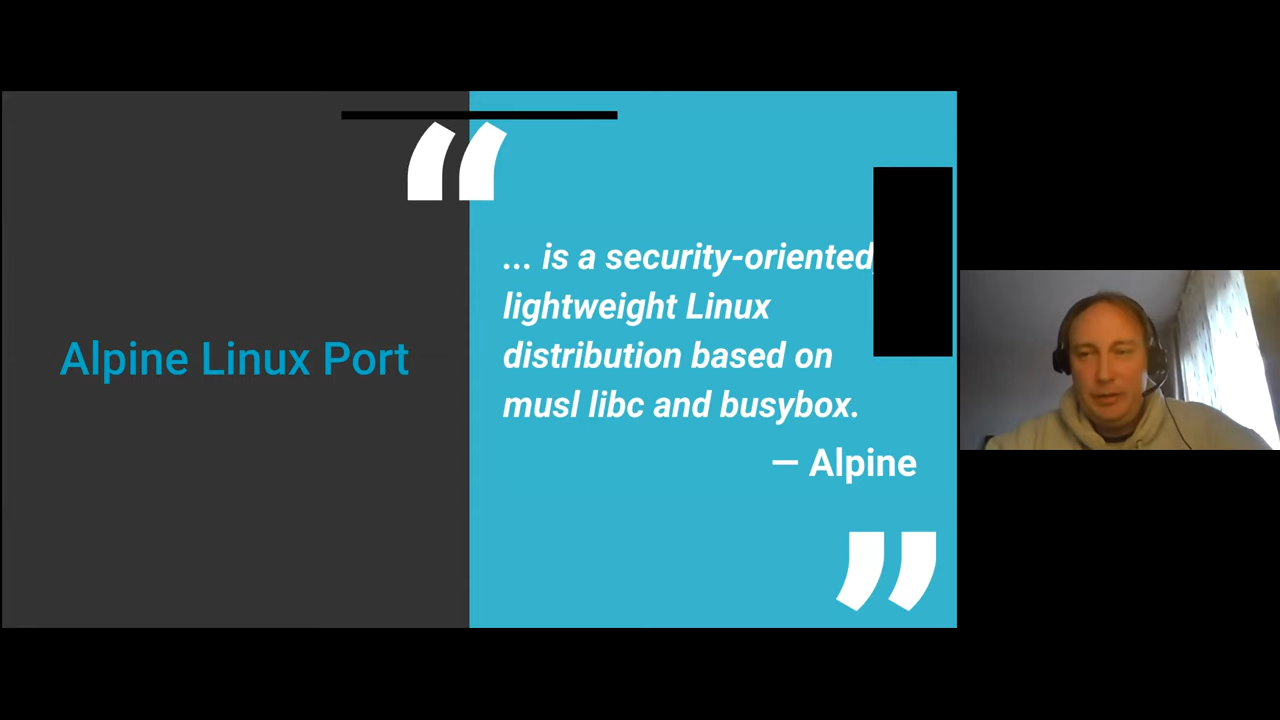 Alpine Linux Port
“
... is a security-oriented,
lightweight Linux
distribution based on
musl libc and busybox.
— Alpine
”